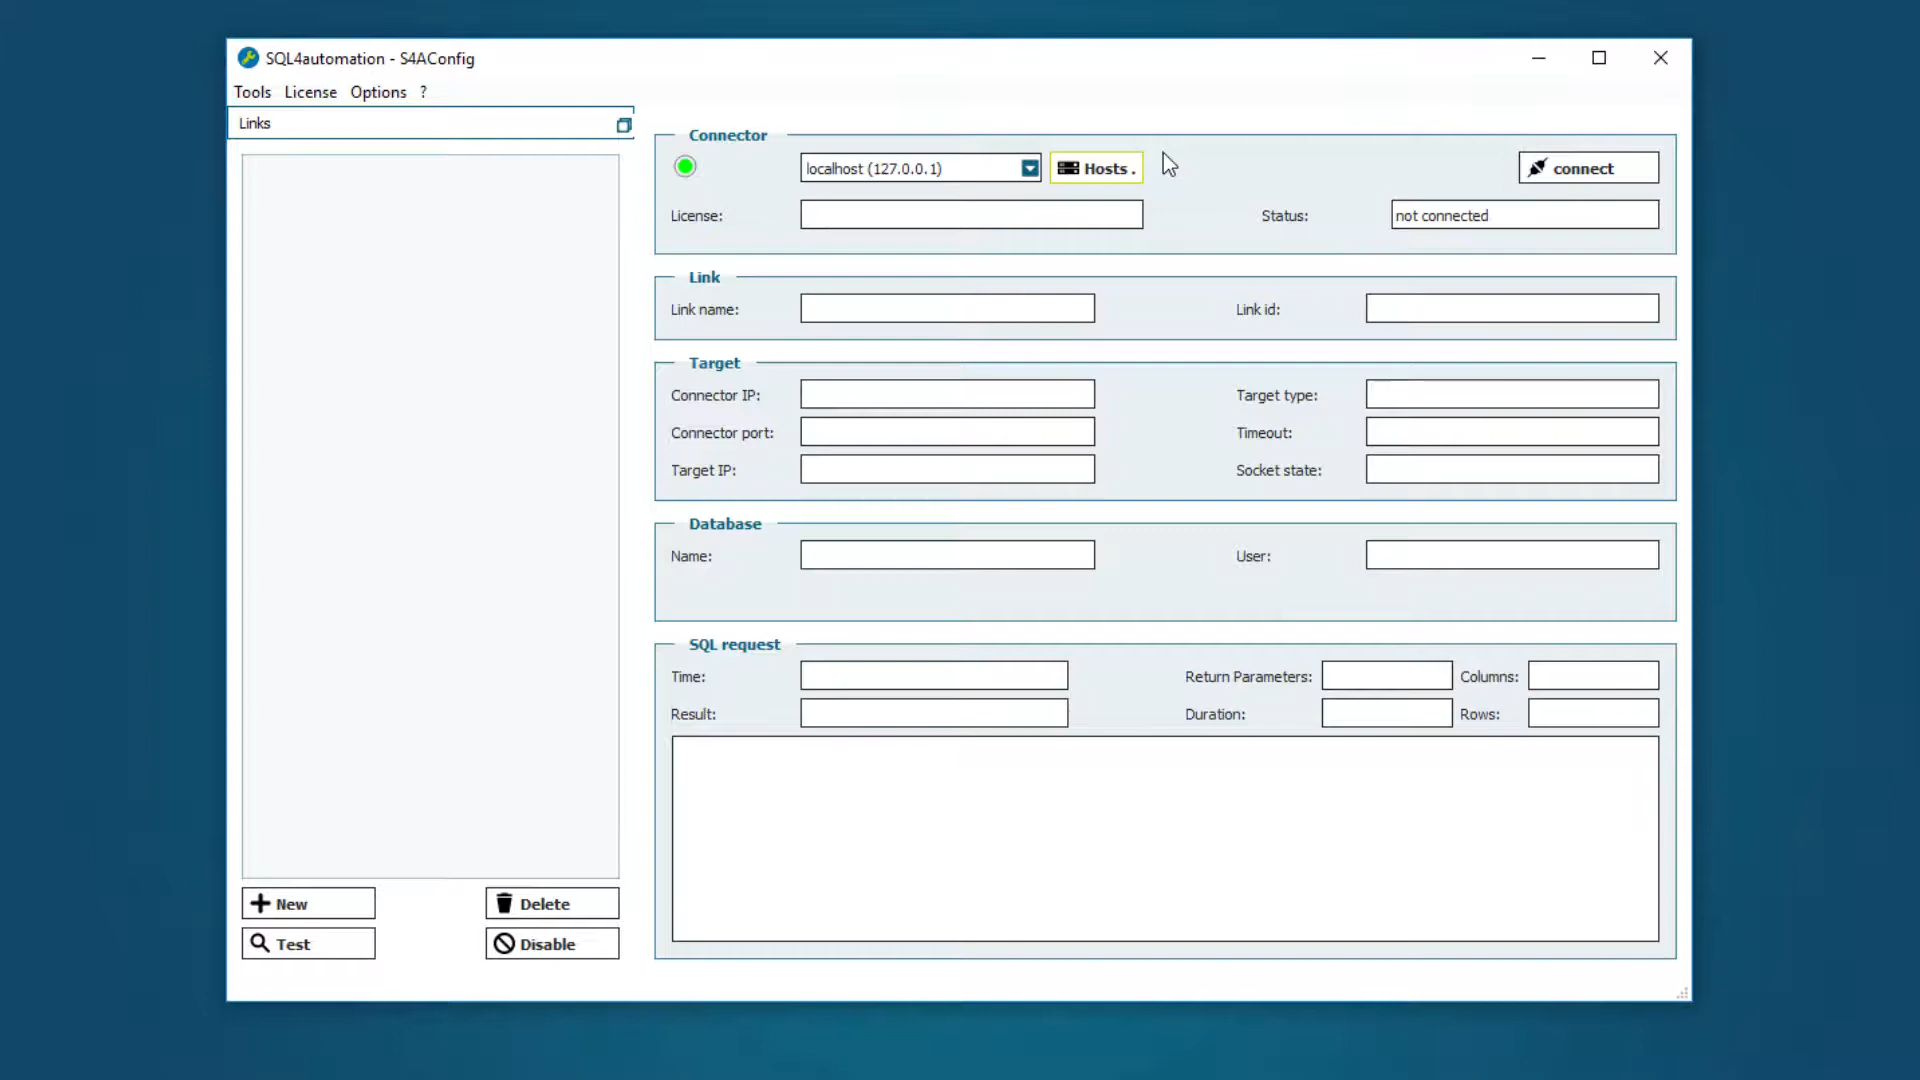 SQL4automation - S4AConfig
Tools License Options ?
Links
Connector
localhost (127.0.0.1) Hosts . connect
License: Status: not connected
Link
Link name: Link id:
Target
Connector IP: Target type:
Connector port: Timeout:
Target IP: Socket state:
Database
Name: User:
SQL request
Time: Return Parameters: Columns:
Result: Duration: Rows:
New Delete
Test Disable